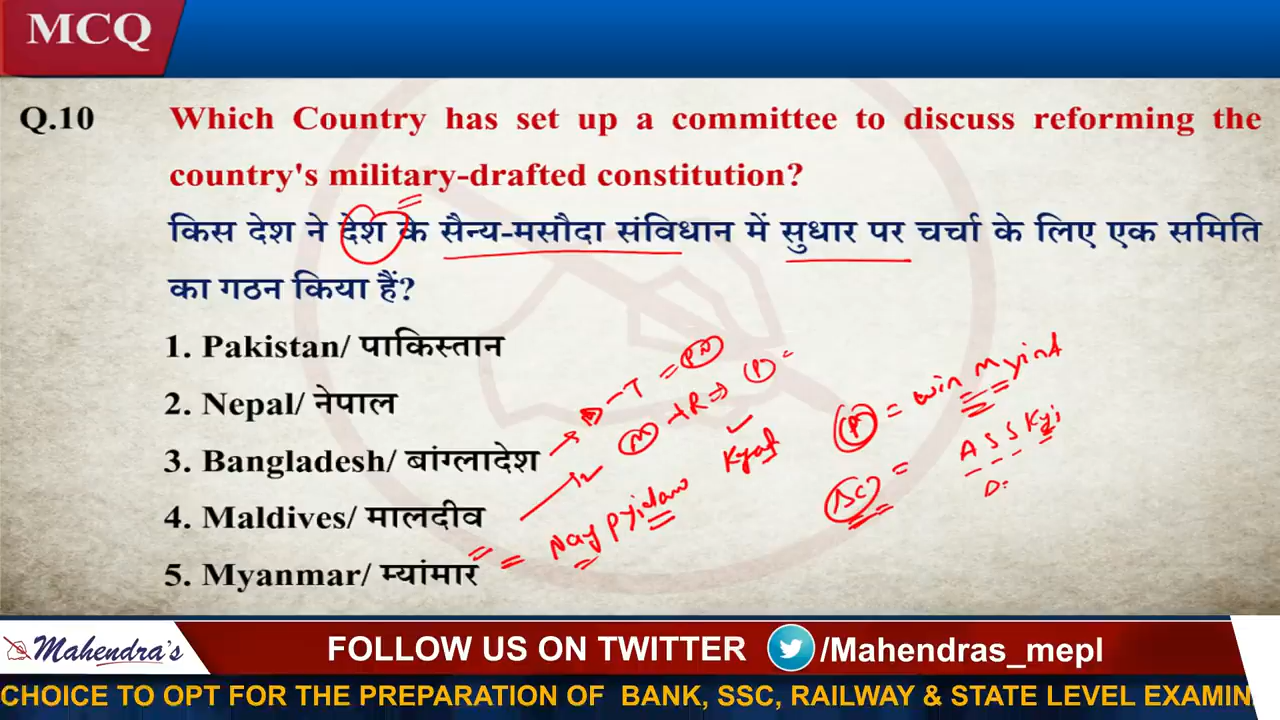 MCQ
Q.10 Which Country has set up a committee to discuss reforming the
country's military-drafted constitution?
किस देश ने देश के सैन्य-मसौदा संविधान में सुधार पर चर्चा के लिए एक समिति
का गठन किया हैं?
1. Pakistan/ पाकिस्तान
2. Nepal/ नेपाल
3. Bangladesh/ बांग्लादेश
4. Maldives/ मालदीव
5. Myanmar/ म्यांमार
- T = PM
M + R ⇒ P =
Kyat
= Nay Pyidaw
P = Win Myint
SC = A S S Kyi
Mahendra's
FOLLOW US ON TWITTER /Mahendras_mepl
CHOICE TO OPT FOR THE PREPARATION OF BANK, SSC, RAILWAY & STATE LEVEL EXAMIN